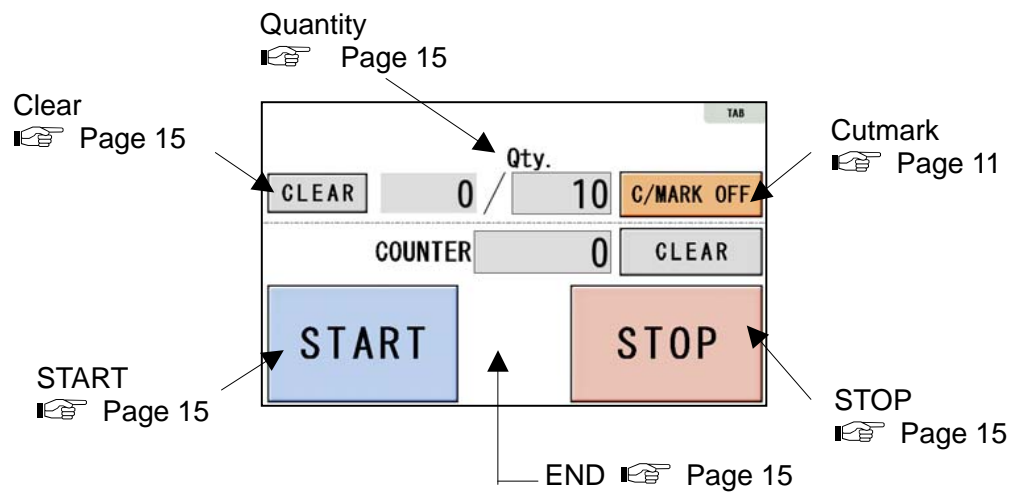 Quantity
☞ Page 15
Clear
☞ Page 15
Cutmark
☞ Page 11
TAB
Qty.
CLEAR 0 / 10 C/MARK OFF
COUNTER 0 CLEAR
START STOP
START
☞ Page 15
STOP
☞ Page 15
END ☞ Page 15